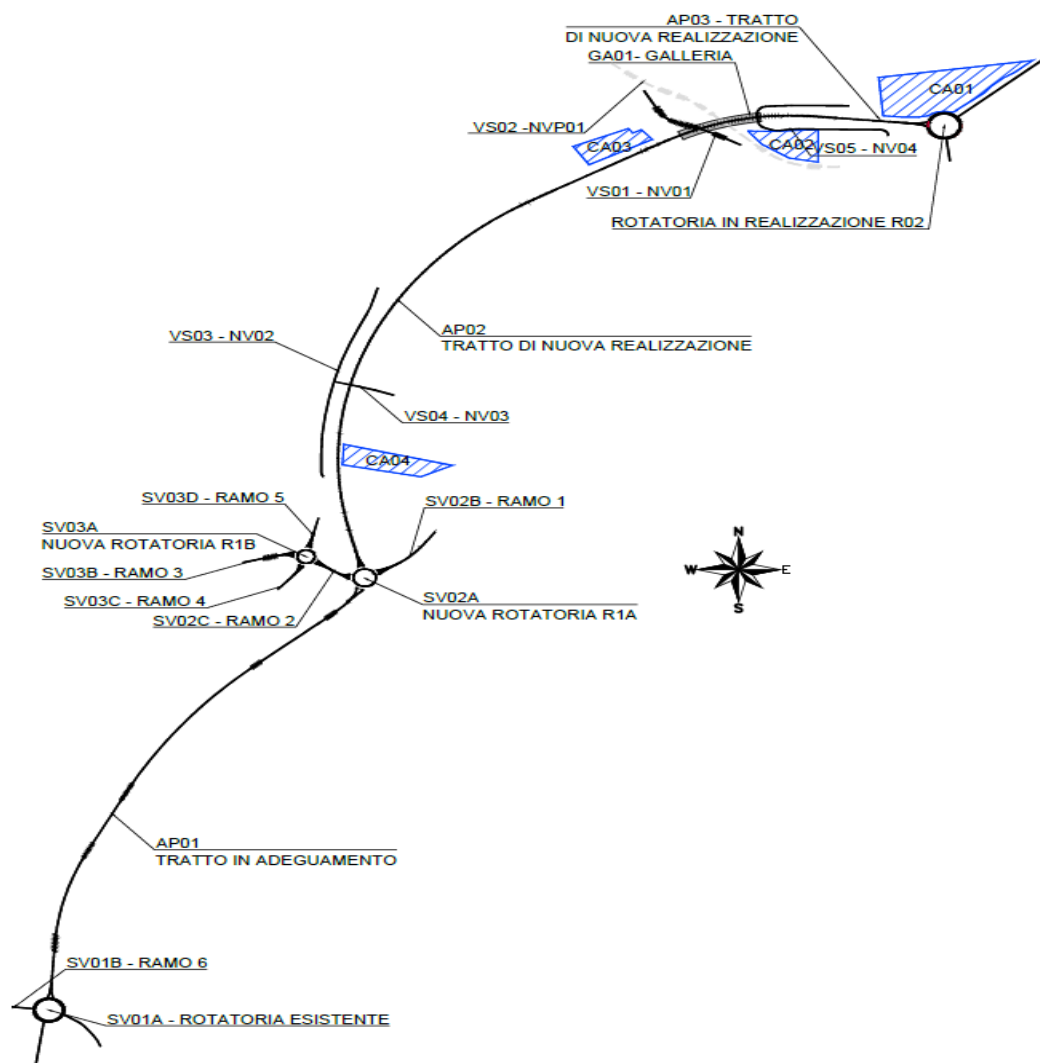 AP03 - TRATTO
DI NUOVA REALIZZAZIONE
GA01- GALLERIA
CA01
VS02 -NVP01
CA03
CA02
VS05 - NV04
VS01 - NV01
ROTATORIA IN REALIZZAZIONE R02
AP02
TRATTO DI NUOVA REALIZZAZIONE
VS03 - NV02
VS04 - NV03
CA04
SV03D - RAMO 5
SV02B - RAMO 1
SV03A
NUOVA ROTATORIA R1B
SV03B - RAMO 3
SV03C - RAMO 4
SV02C - RAMO 2
SV02A
NUOVA ROTATORIA R1A
N
W
E
S
AP01
TRATTO IN ADEGUAMENTO
SV01B - RAMO 6
SV01A - ROTATORIA ESISTENTE